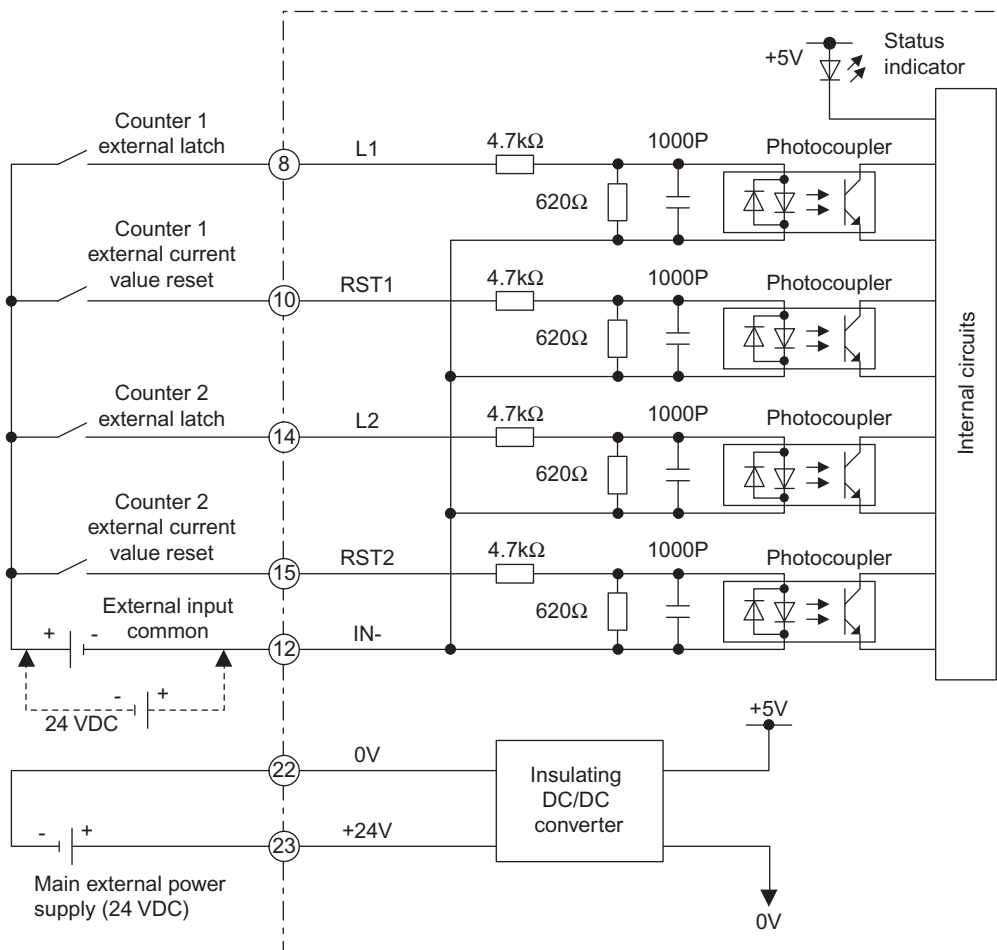 +5V
Status
indicator
Counter 1
external latch
8
L1
4.7kΩ
1000P
Photocoupler
620Ω
Counter 1
external current
value reset
10
RST1
4.7kΩ
1000P
Photocoupler
620Ω
Counter 2
external latch
14
L2
4.7kΩ
1000P
Photocoupler
620Ω
Internal circuits
Counter 2
external current
value reset
15
RST2
4.7kΩ
1000P
Photocoupler
620Ω
External input
common
+ -
12
IN-
- +
24 VDC
+5V
22
0V
Insulating
DC/DC
converter
- +
23
+24V
Main external power
supply (24 VDC)
0V